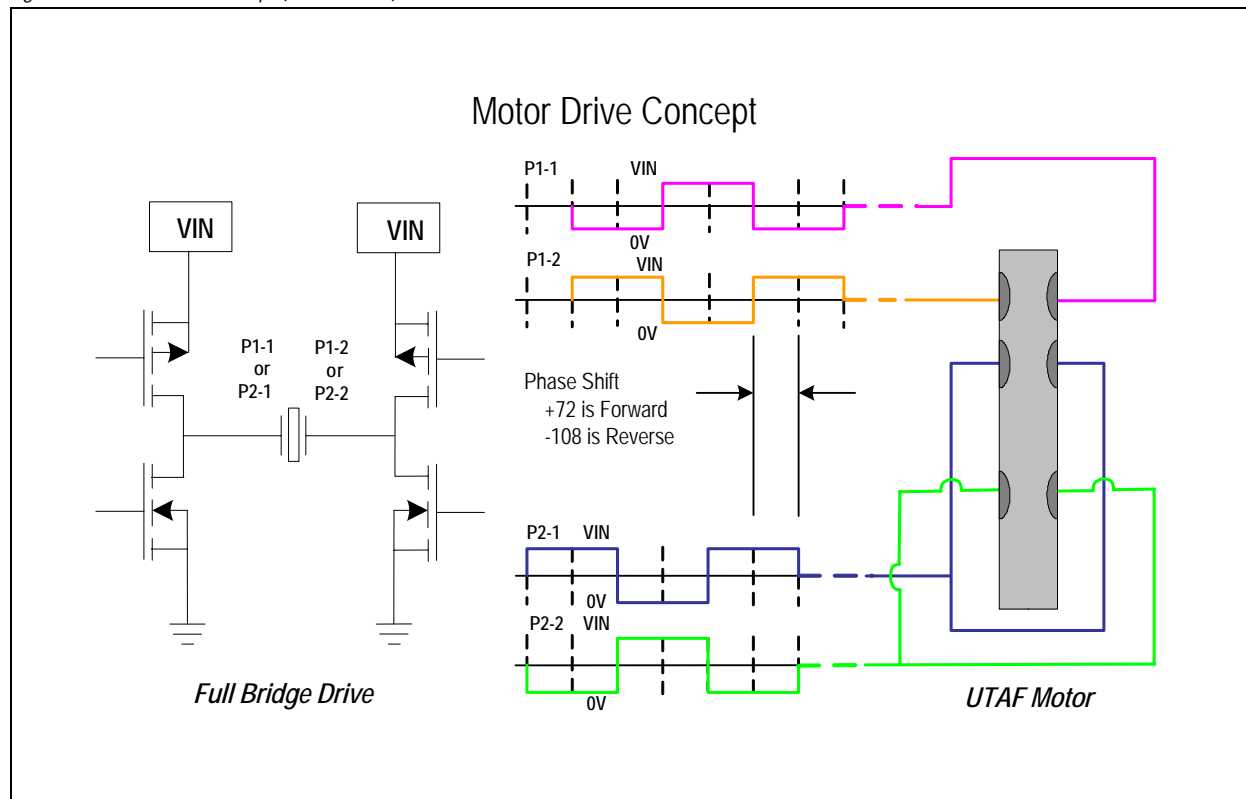 Motor Drive Concept
VIN
VIN
P1-1
or
P2-1
P1-2
or
P2-2
Full Bridge Drive
P1-1
VIN
0V
P1-2
VIN
0V
Phase Shift
+72 is Forward
-108 is Reverse
P2-1
VIN
0V
P2-2
VIN
0V
UTAF Motor